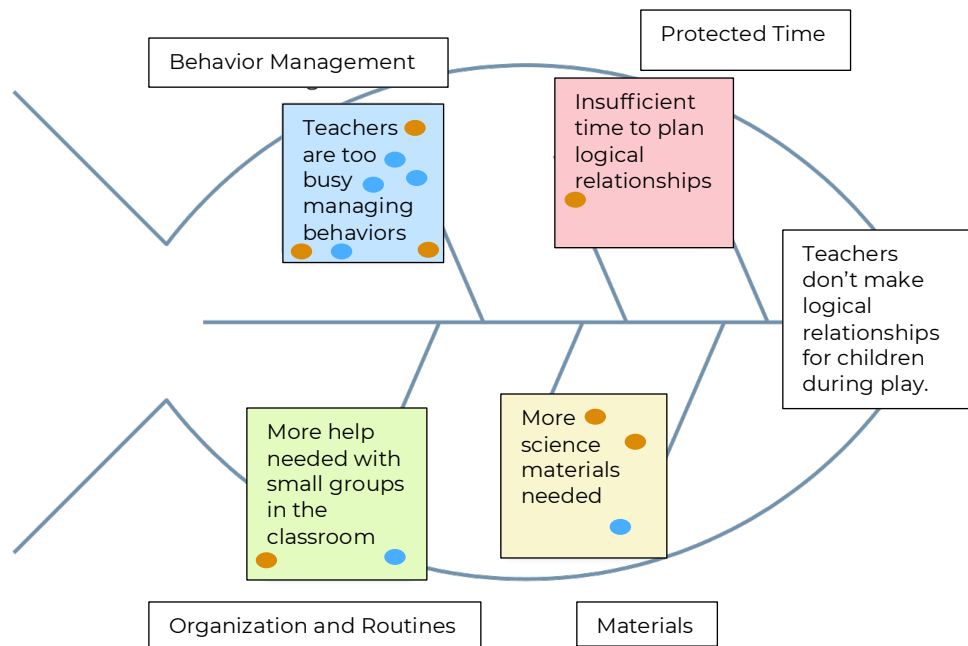 Behavior Management
Protected Time
Teachers
are too
busy
managing
behaviors
Insufficient
time to plan
logical
relationships
Teachers
don’t make
logical
relationships
for children
during play.
More help
needed with
small groups
in the
classroom
More
science
materials
needed
Organization and Routines
Materials